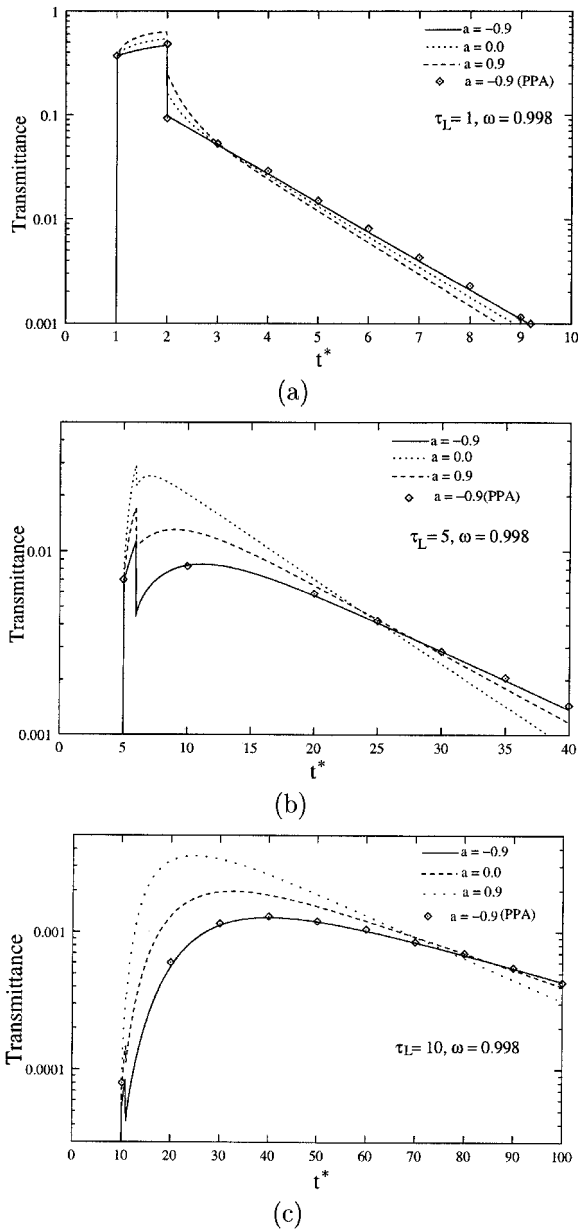 Transmittance
1
0.1
0.01
0.001
a = −0.9
a = 0.0
a = 0.9
a = −0.9 (PPA)
τL= 1, ω = 0.998
0 1 2 3 4 5 6 7 8 9 10
t*
(a)
Transmittance
0.01
0.001
a = −0.9
a = 0.0
a = 0.9
a = −0.9(PPA)
τL= 5, ω = 0.998
0 5 10 15 20 25 30 35 40
t*
(b)
Transmittance
0.001
0.0001
a = −0.9
a = 0.0
a = 0.9
a = −0.9 (PPA)
τL= 10, ω = 0.998
0 10 20 30 40 50 60 70 80 90 100
t*
(c)